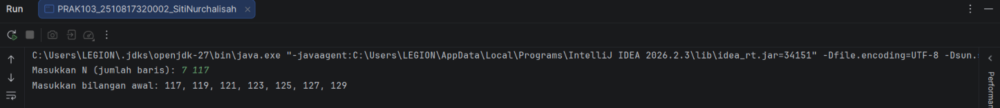 Run PRAK103_2510817320002_SitiNurchalisah
C:\Users\LEGION\.jdks\openjdk-27\bin\java.exe "-javaagent:C:\Users\LEGION\AppData\Local\Programs\IntelliJ IDEA 2026.2.3\lib\idea_rt.jar=34151" -Dfile.encoding=UTF-8 -Dsun.s
Masukkan N (jumlah baris): 7 117
Masukkan bilangan awal: 117, 119, 121, 123, 125, 127, 129
Performan